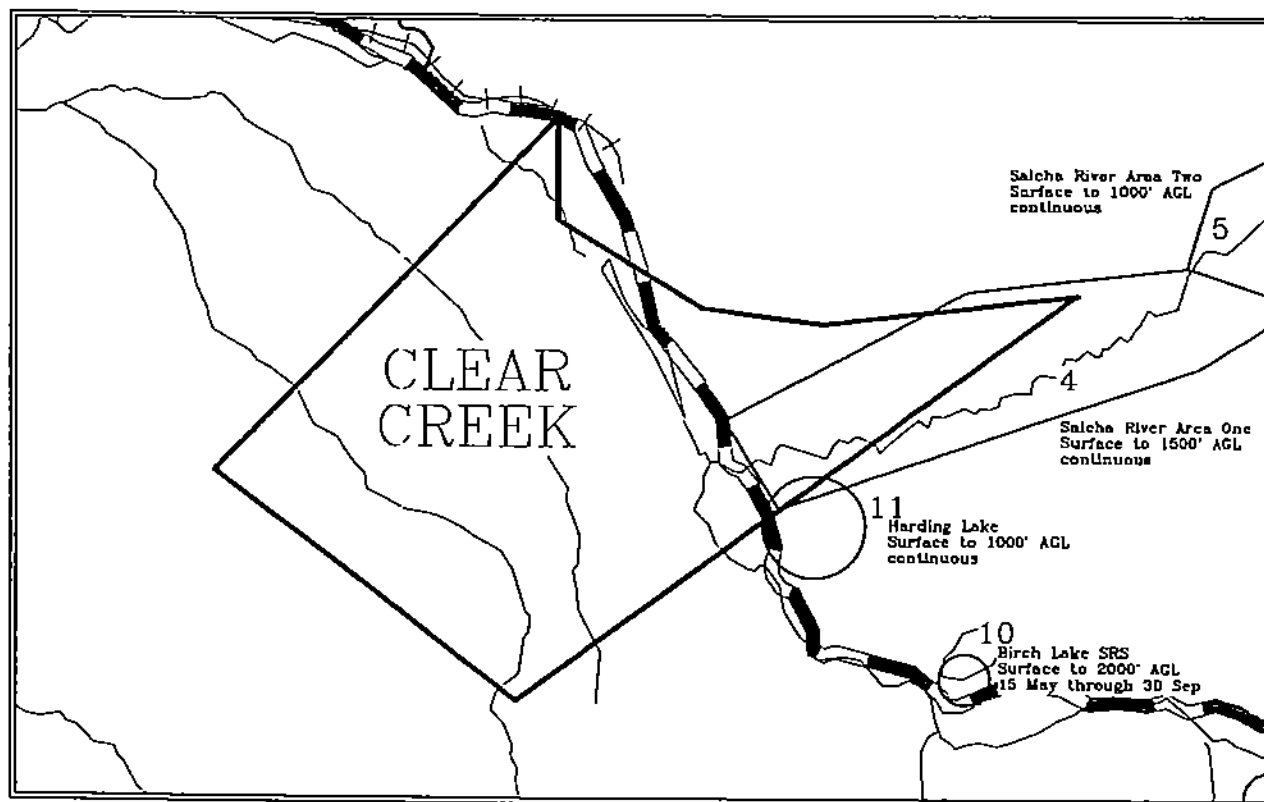 Salcha River Area Two
Surface to 1000' AGL
continuous
5
CLEAR
CREEK
4
Salcha River Area One
Surface to 1500' AGL
continuous
11
Harding Lake
Surface to 1000' AGL
continuous
10
Birch Lake SRS
Surface to 2000' AGL
15 May through 30 Sep